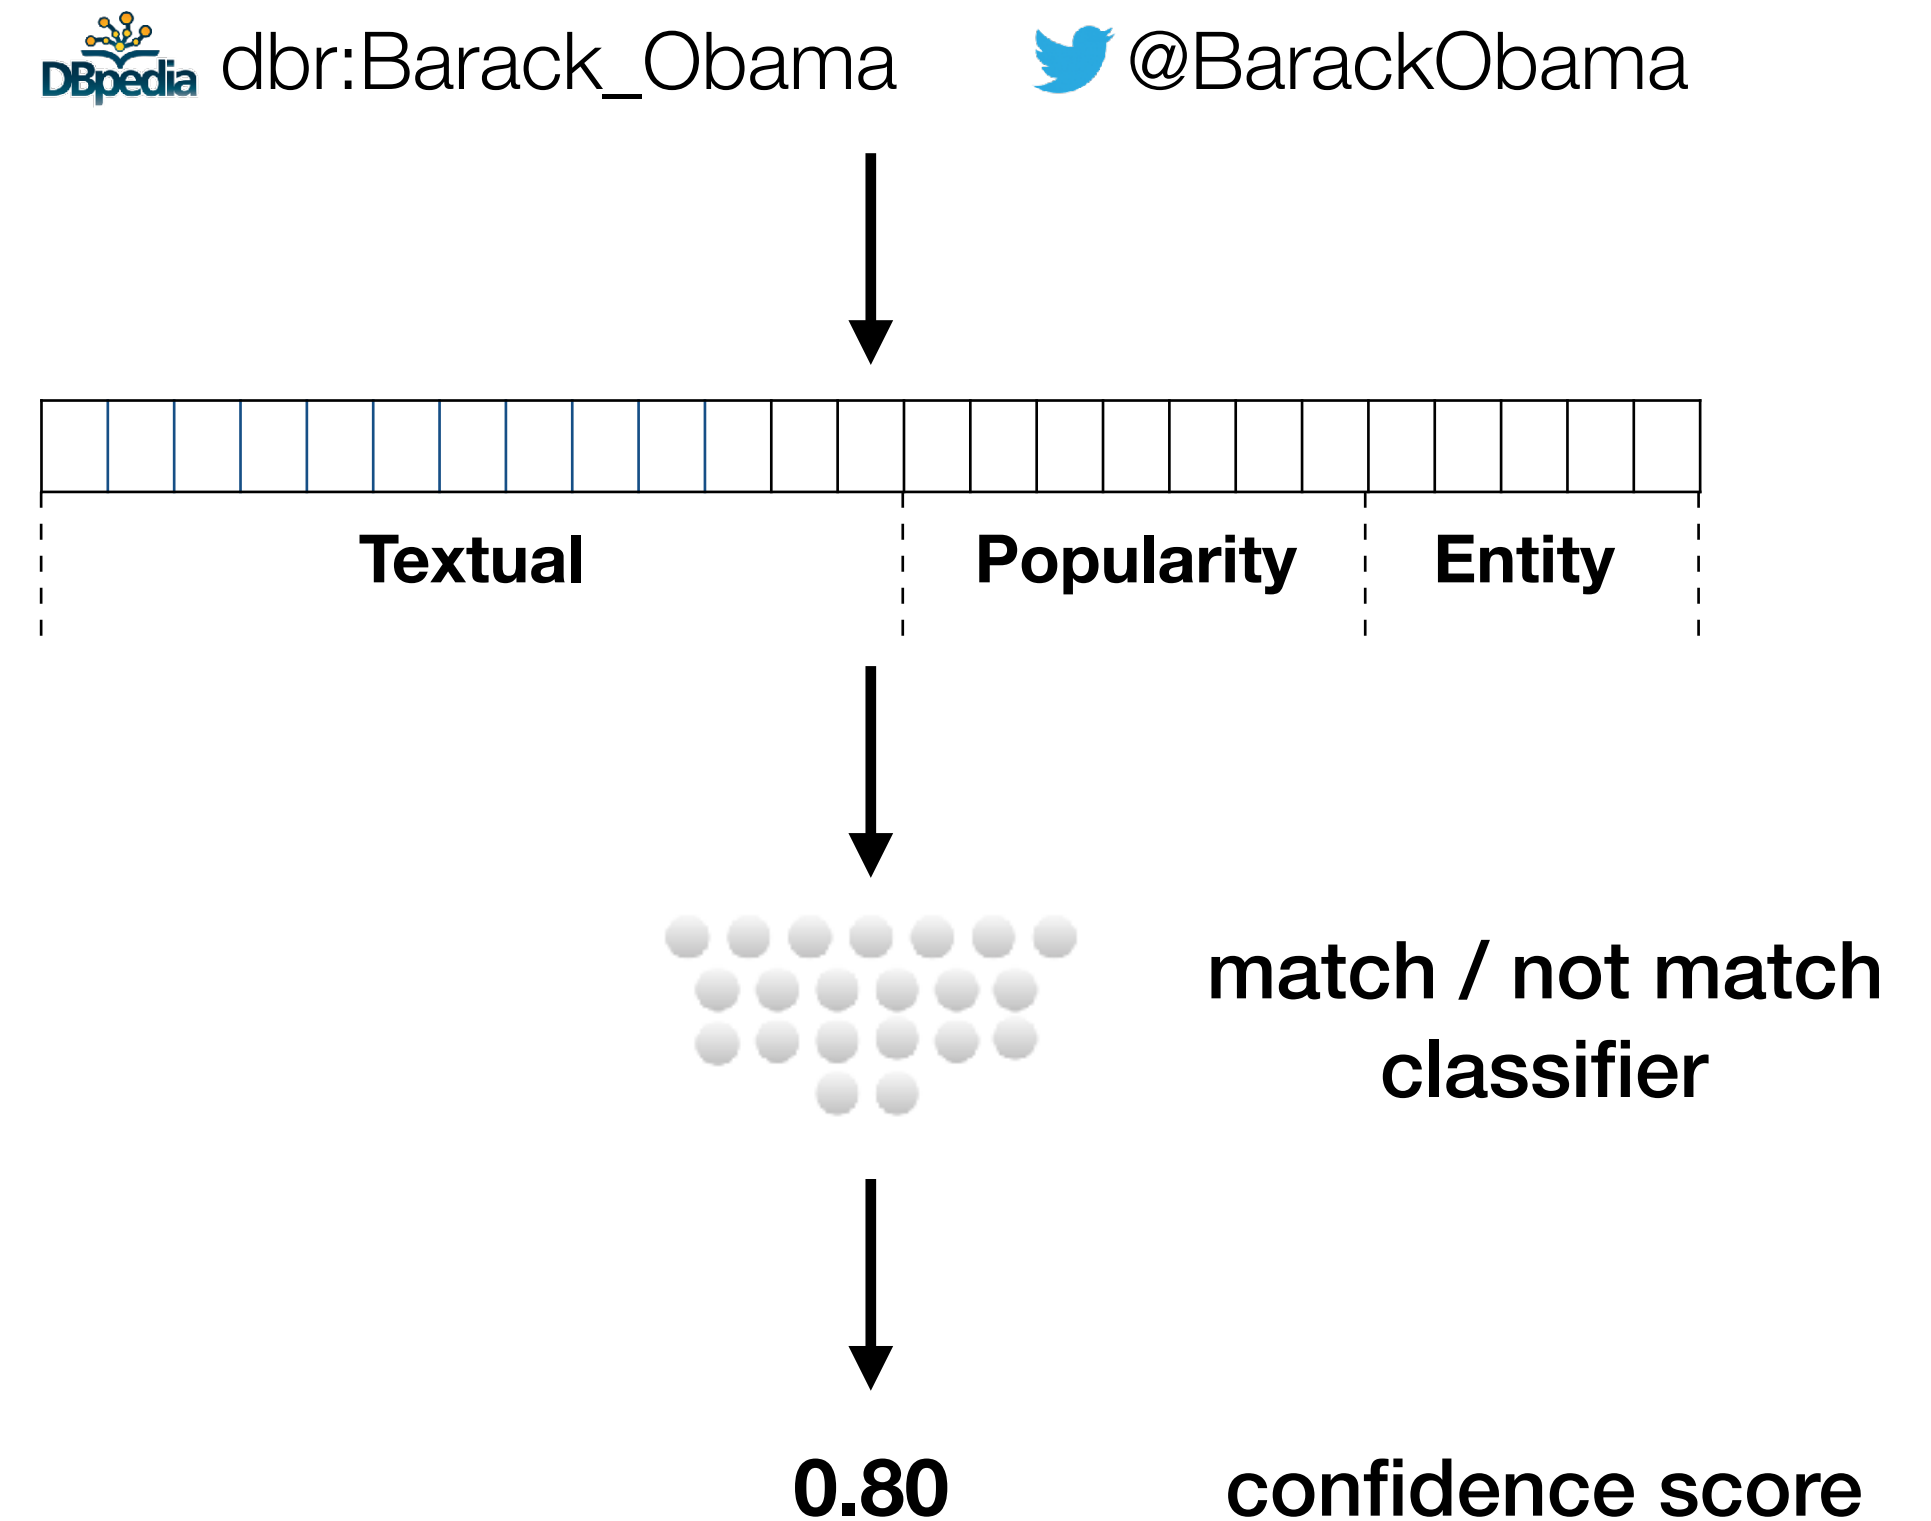 DBpedia dbr:Barack_Obama @BarackObama
Textual Popularity Entity
match / not match
classifier
0.80 confidence score